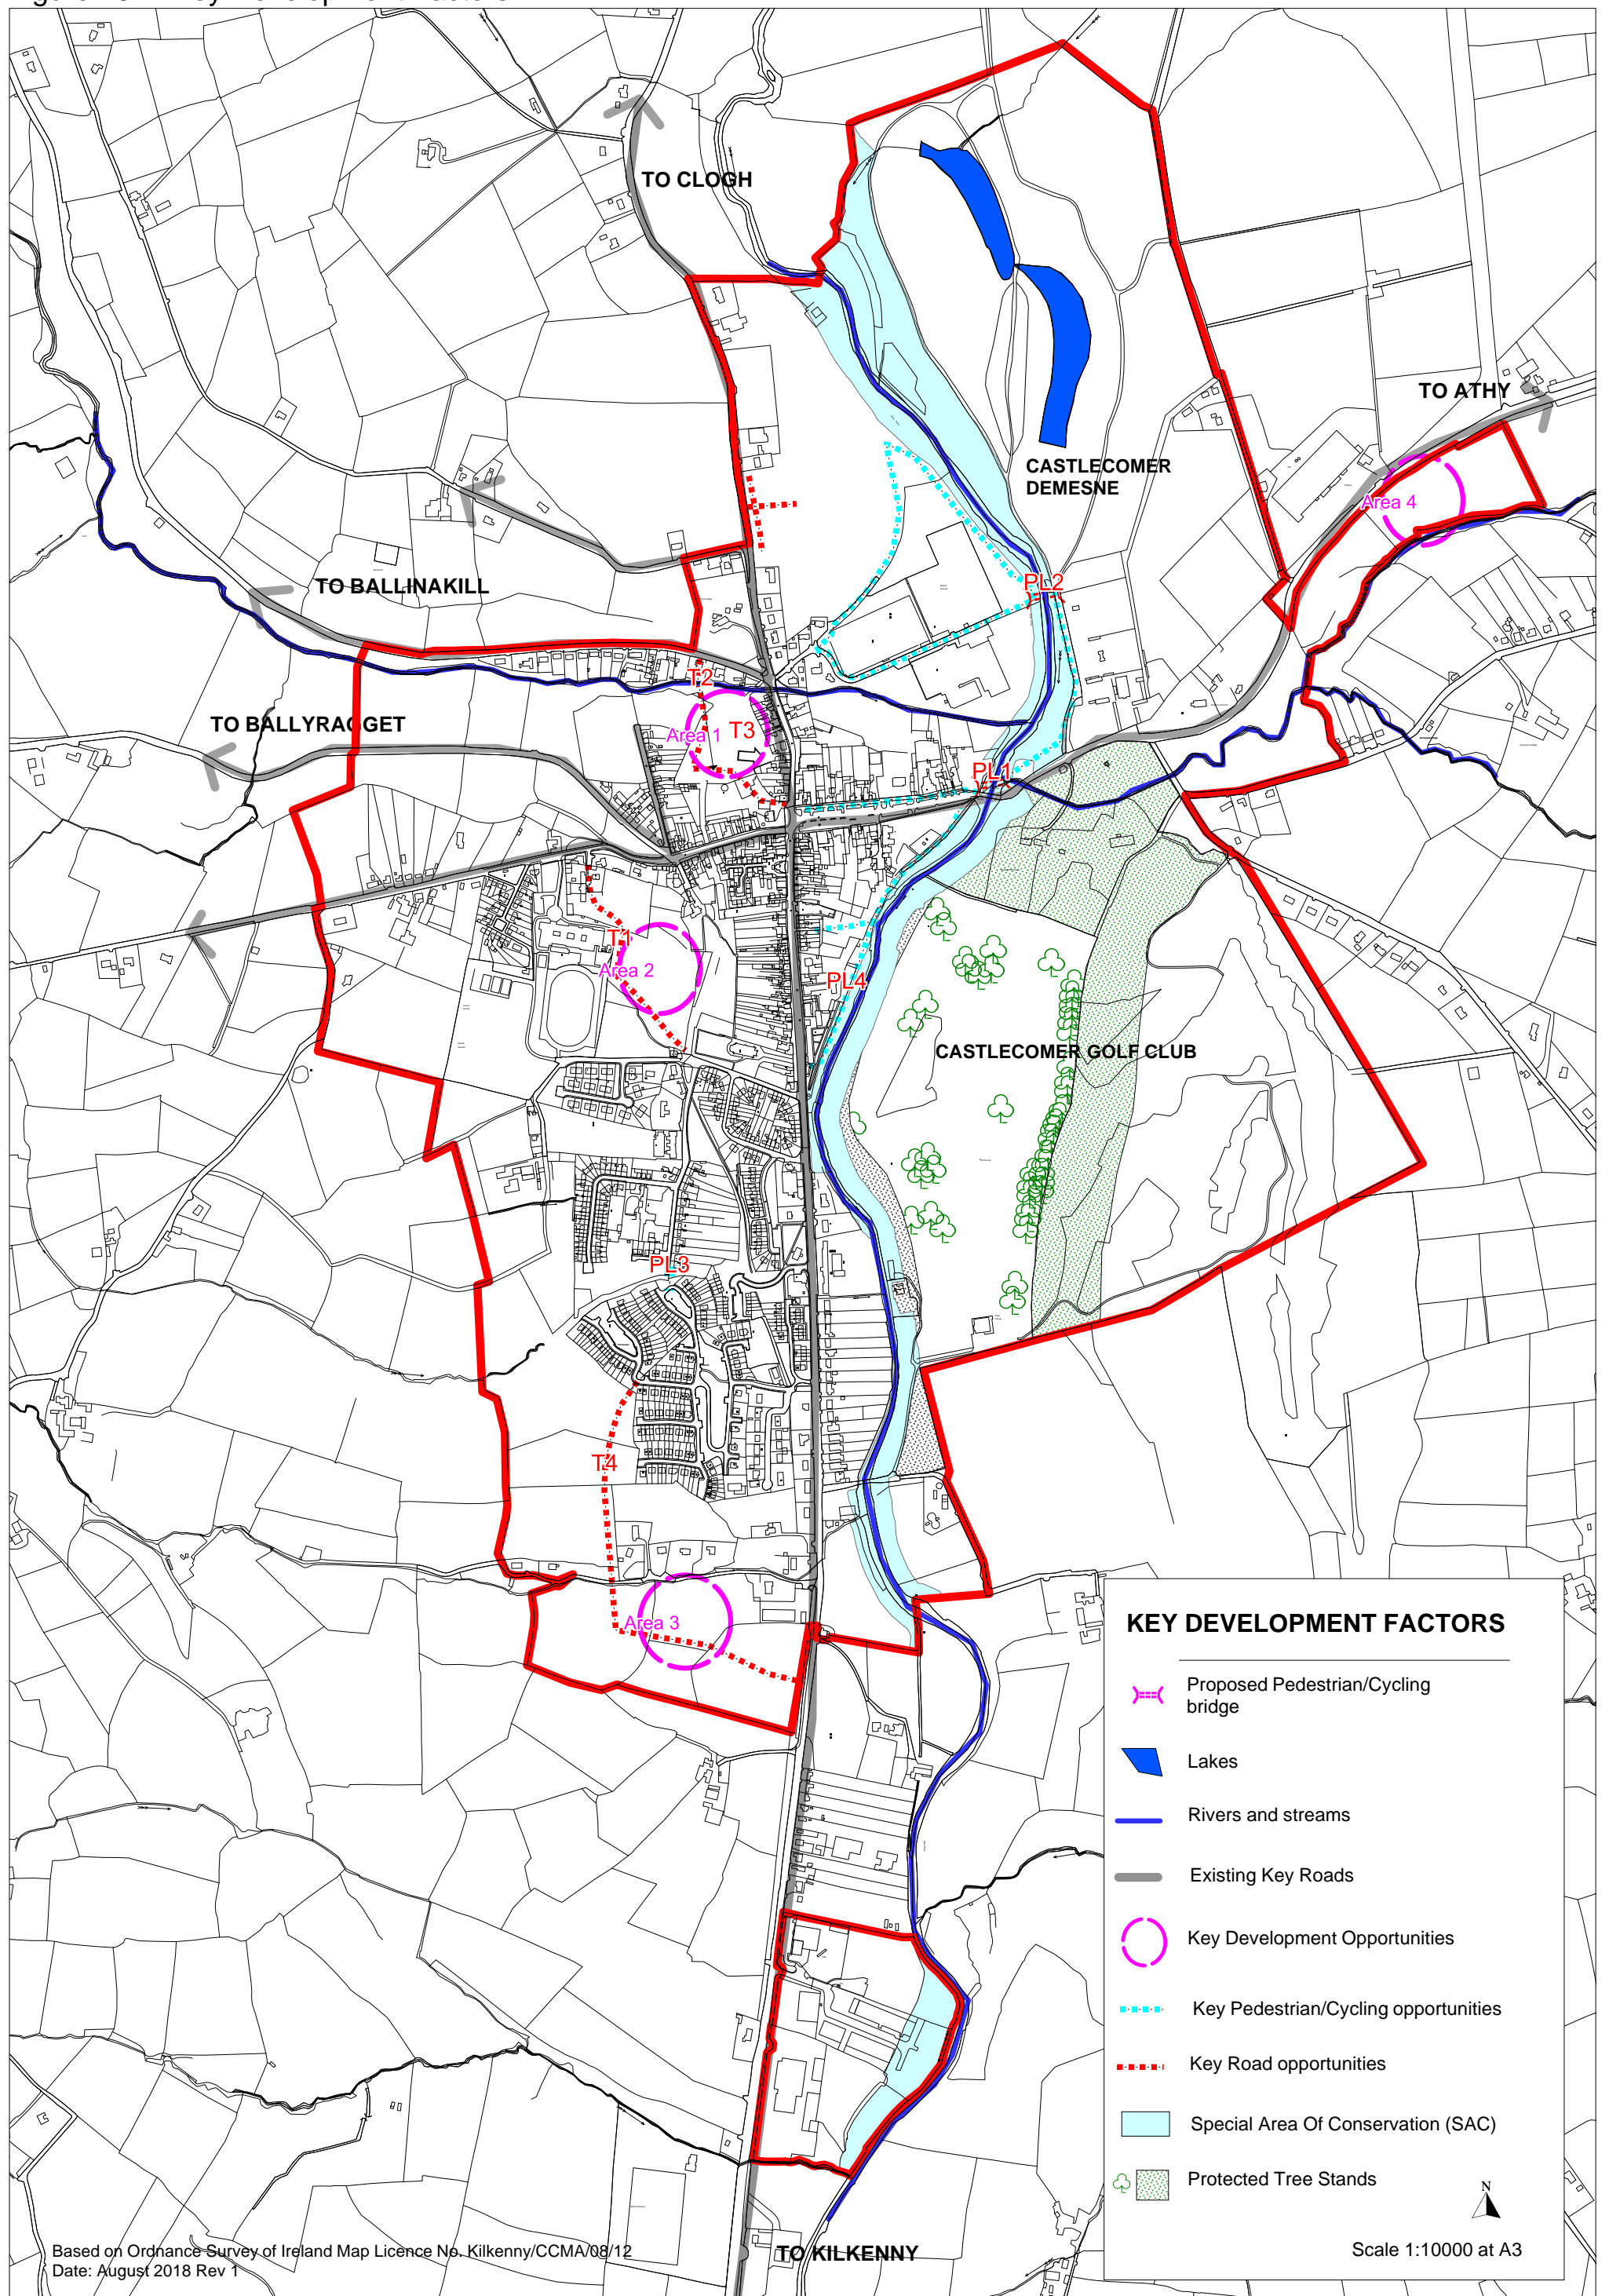 TO CLOGH
TO ATHY
CASTLECOMER
DEMESNE
Area 4
TO BALLINAKILL
PL2
T2
TO BALLYRAGGET
Area 1
T3
PL1
T1
Area 2
PL4
CASTLECOMER GOLF CLUB
PL3
T4
Area 3
KEY DEVELOPMENT FACTORS
Proposed Pedestrian/Cycling
bridge
Lakes
Rivers and streams
Existing Key Roads
Key Development Opportunities
Key Pedestrian/Cycling opportunities
Key Road opportunities
Special Area Of Conservation (SAC)
Protected Tree Stands
N
Scale 1:10000 at A3
Based on Ordnance Survey of Ireland Map Licence No. Kilkenny/CCMA/08/12
Date: August 2018 Rev 1
TO KILKENNY